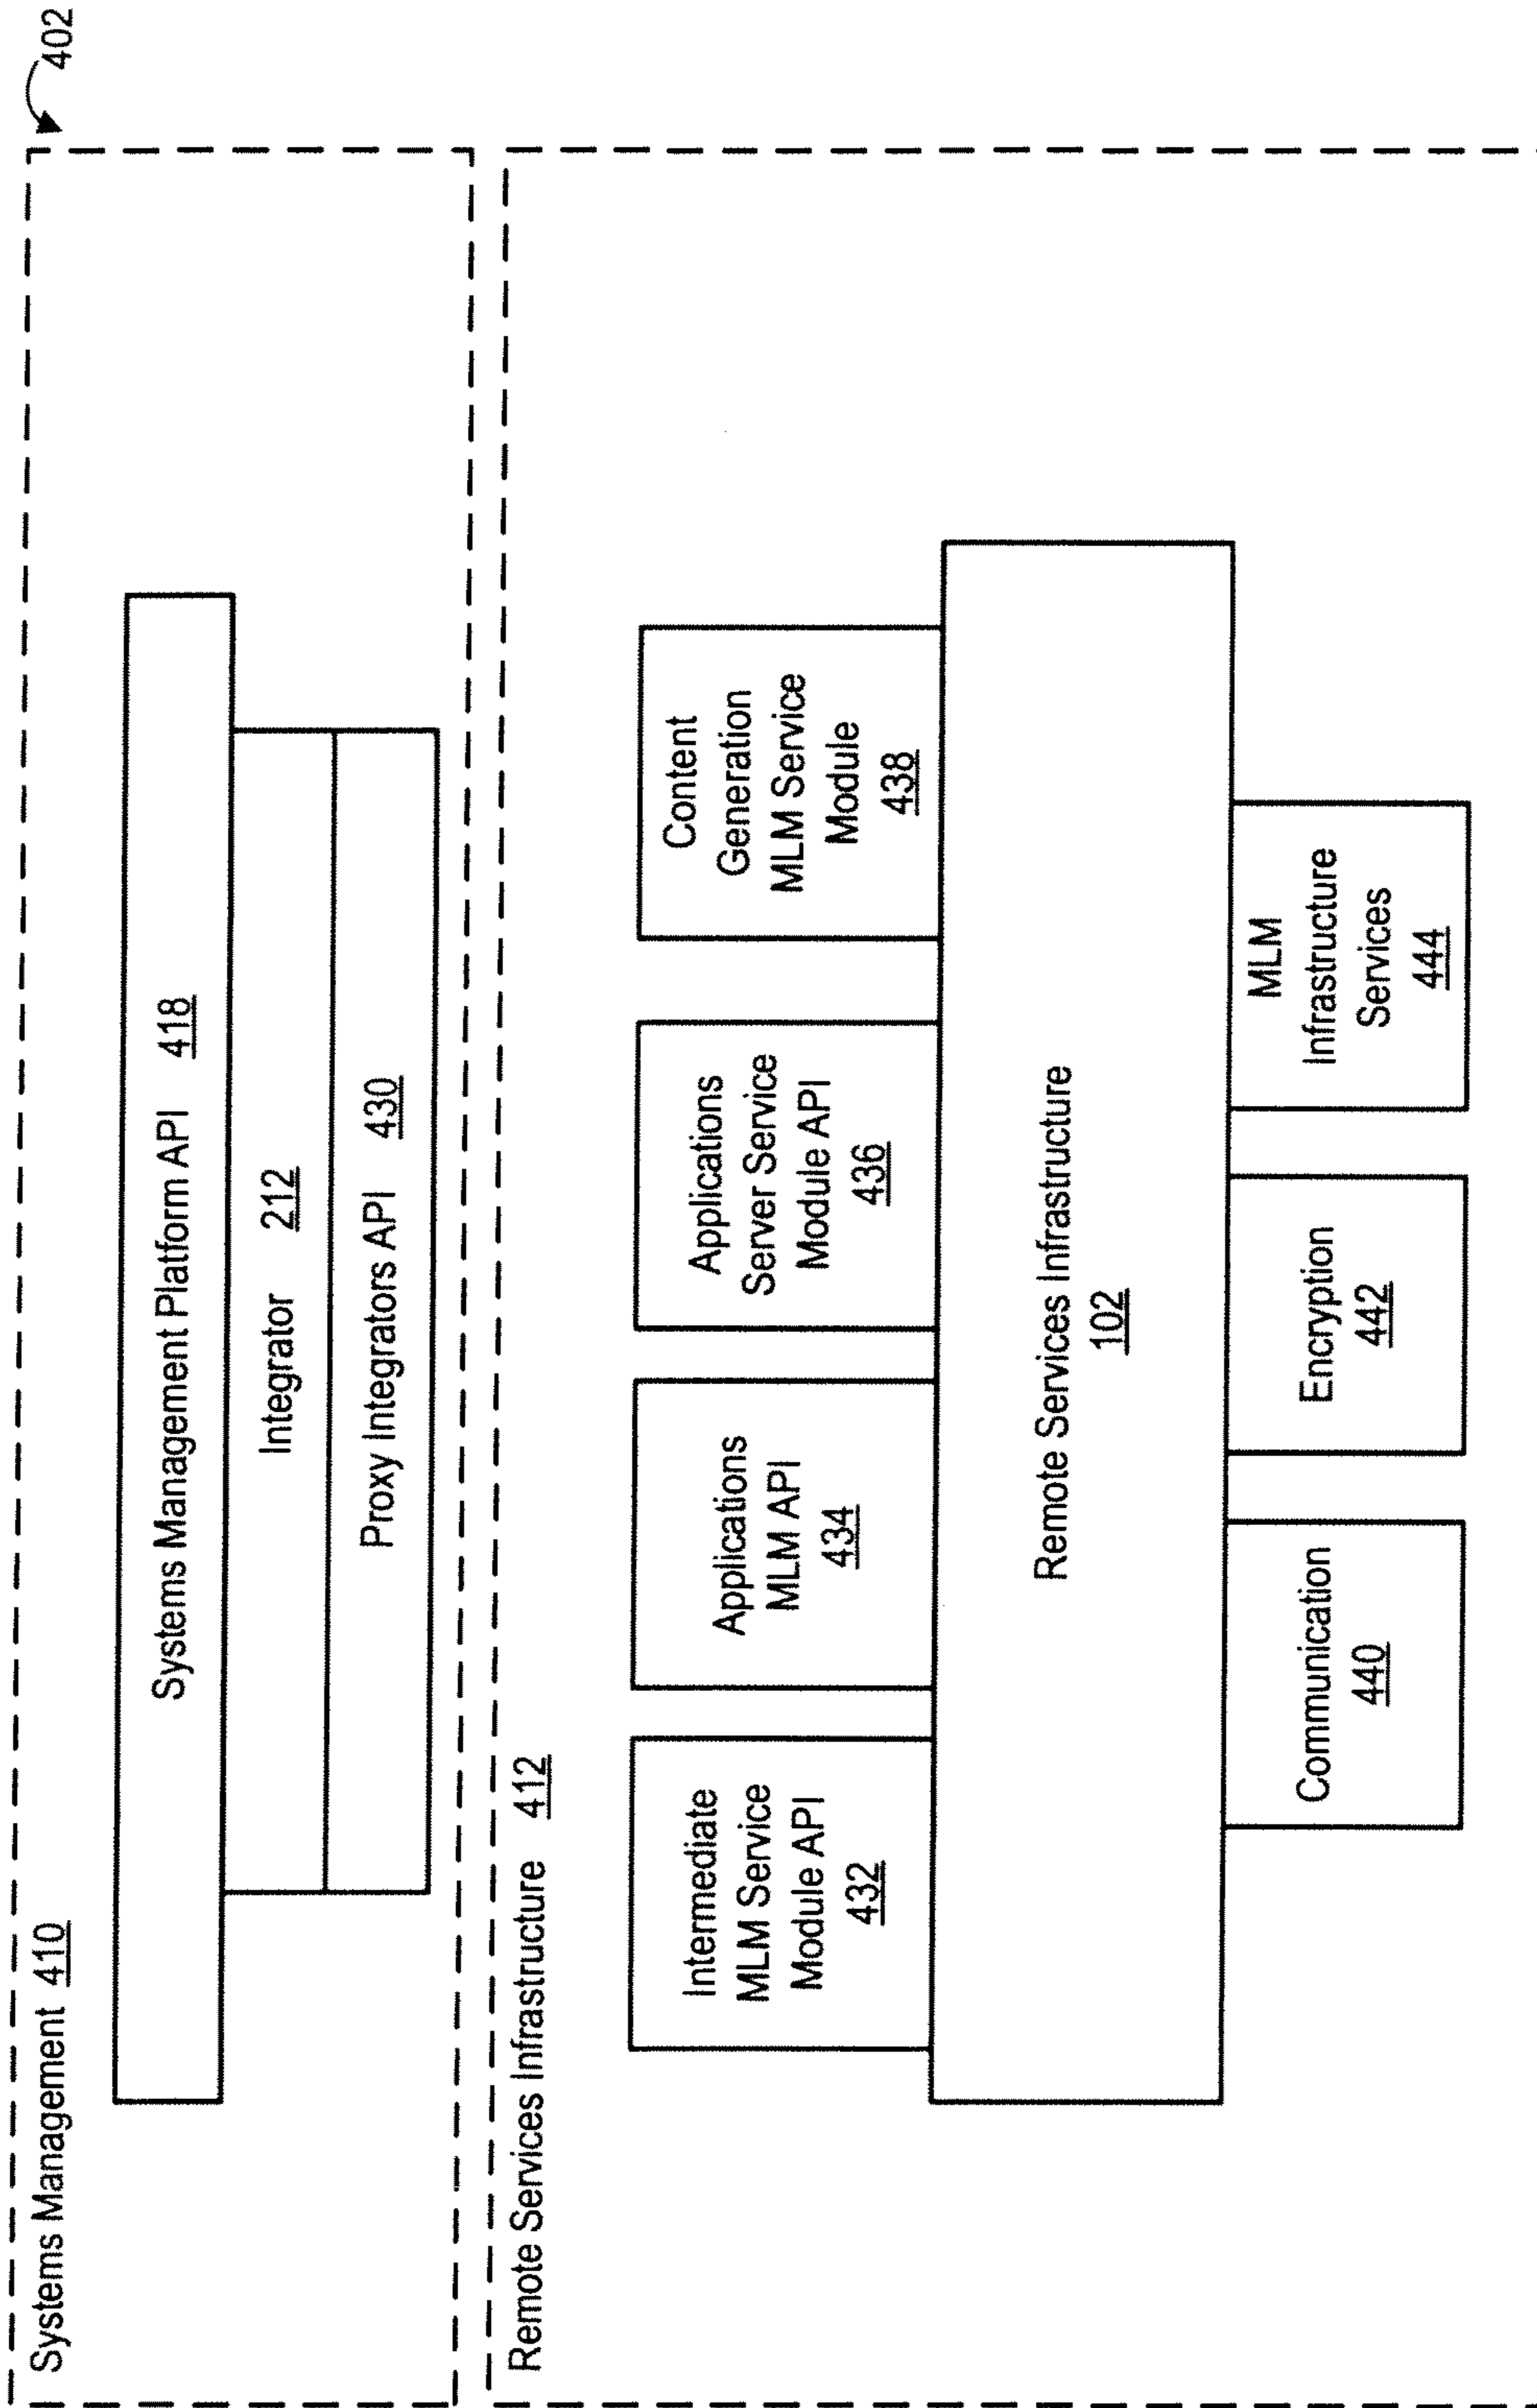 402
Systems Management 410
Systems Management Platform API 418
Integrator 212
Proxy Integrators API 430
Remote Services Infrastructure 412
Intermediate
MLM Service
Module API
432
Applications
MLM API
434
Applications
Server Service
Module API
436
Content
Generation
MLM Service
Module
438
Remote Services Infrastructure
102
Communication
440
Encryption
442
MLM
Infrastructure
Services
444